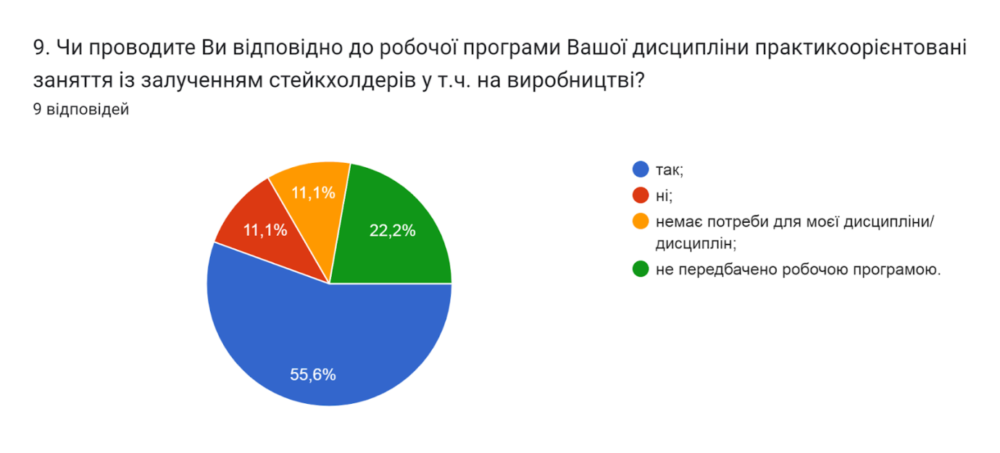 9. Чи проводите Ви відповідно до робочої програми Вашої дисципліни практикоорієнтовані
заняття із залученням стейкхолдерів у т.ч. на виробництві?
9 відповідей
11,1%
11,1%
22,2%
55,6%
так;
ні;
немає потреби для моєї дисципліни/
дисциплін;
не передбачено робочою програмою.